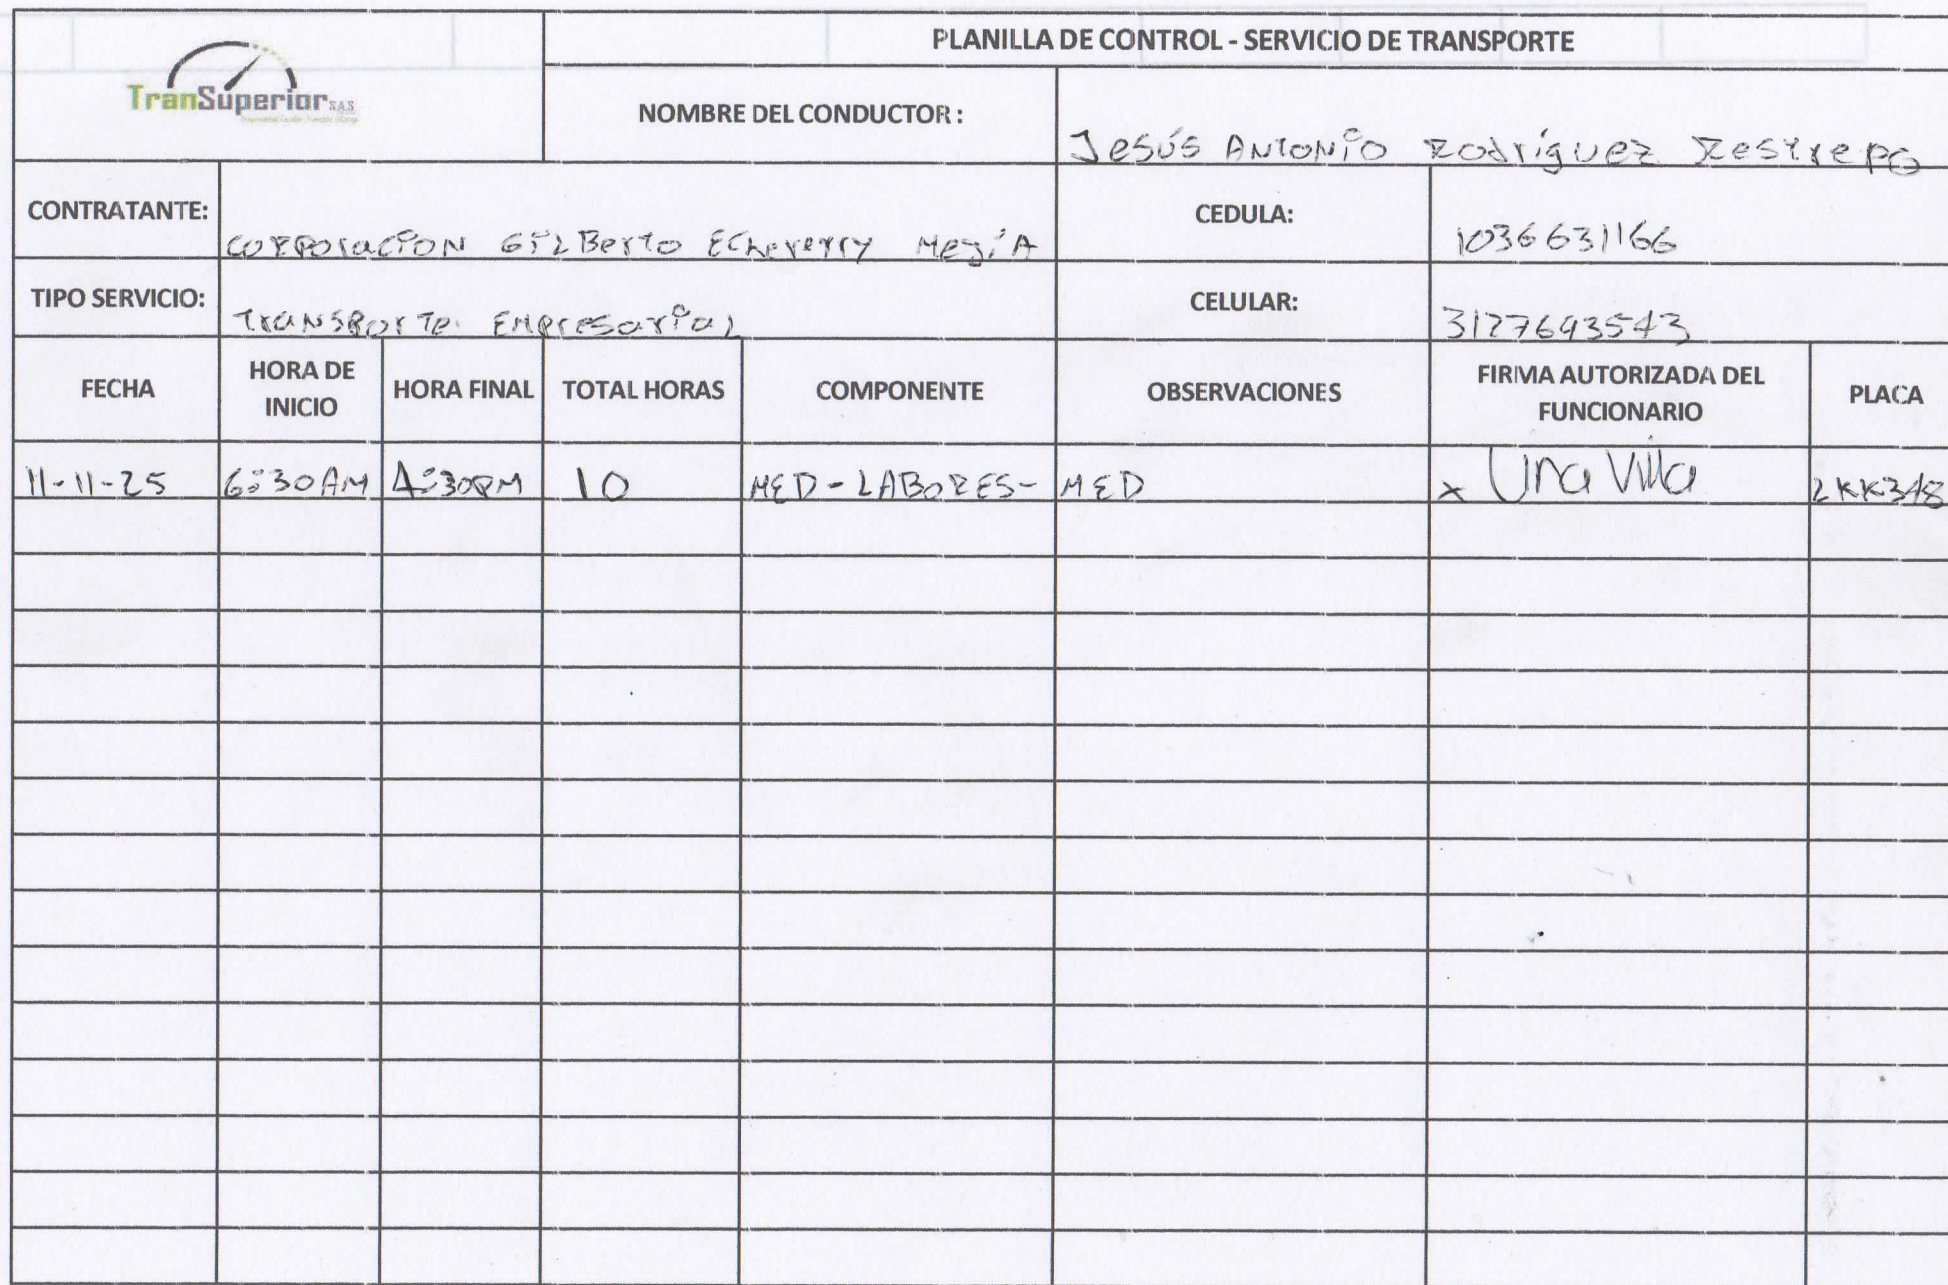 PLANILLA DE CONTROL - SERVICIO DE TRANSPORTE
TranSuperior S.A.S
NOMBRE DEL CONDUCTOR :
Jesús Antonio Rodríguez Restrepo
CONTRATANTE:
corporacion GilBerto Echeverry MejíA
CEDULA:
1036631166
TIPO SERVICIO:
transporte Empresarial
CELULAR:
3127693543
FECHA HORA DE INICIO HORA FINAL TOTAL HORAS COMPONENTE OBSERVACIONES FIRMA AUTORIZADA DEL FUNCIONARIO PLACA
11-11-25 6:30AM 4:30PM 10 MED-LABORES- MED x Villa KK348